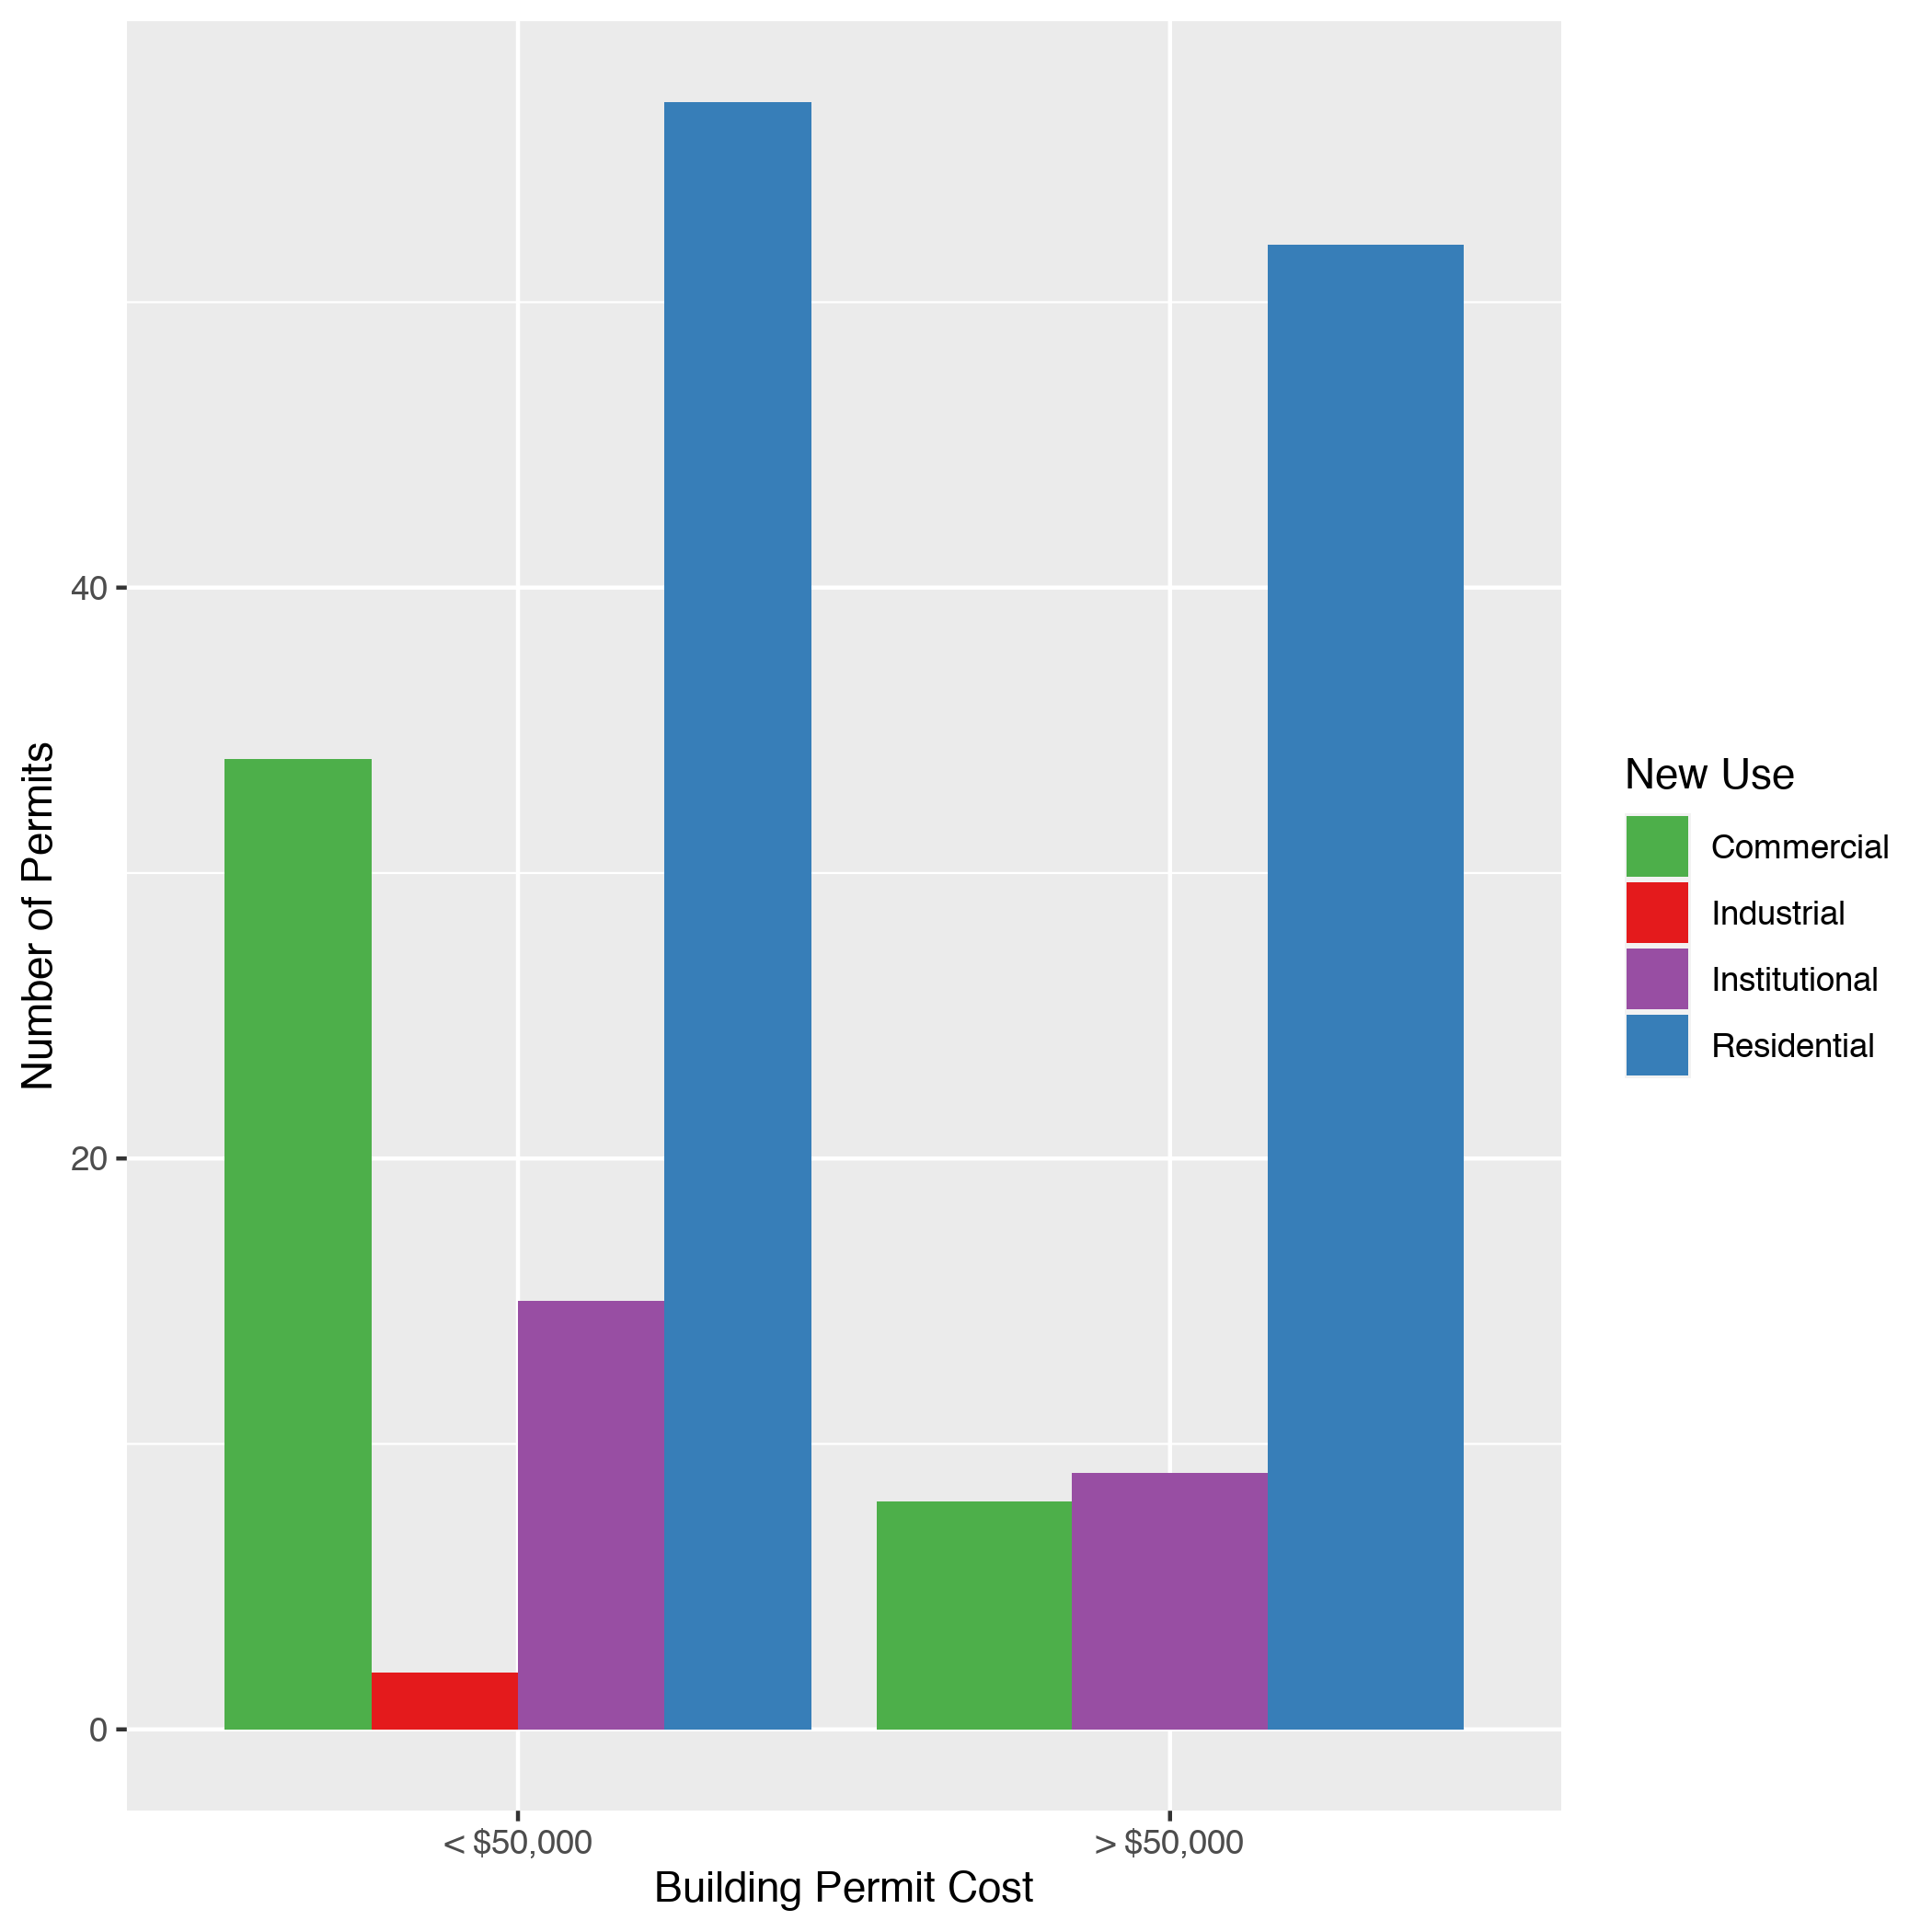 Number of Permits
40
20
0
< $50,000
> $50,000
Building Permit Cost
New Use
Commercial
Industrial
Institutional
Residential